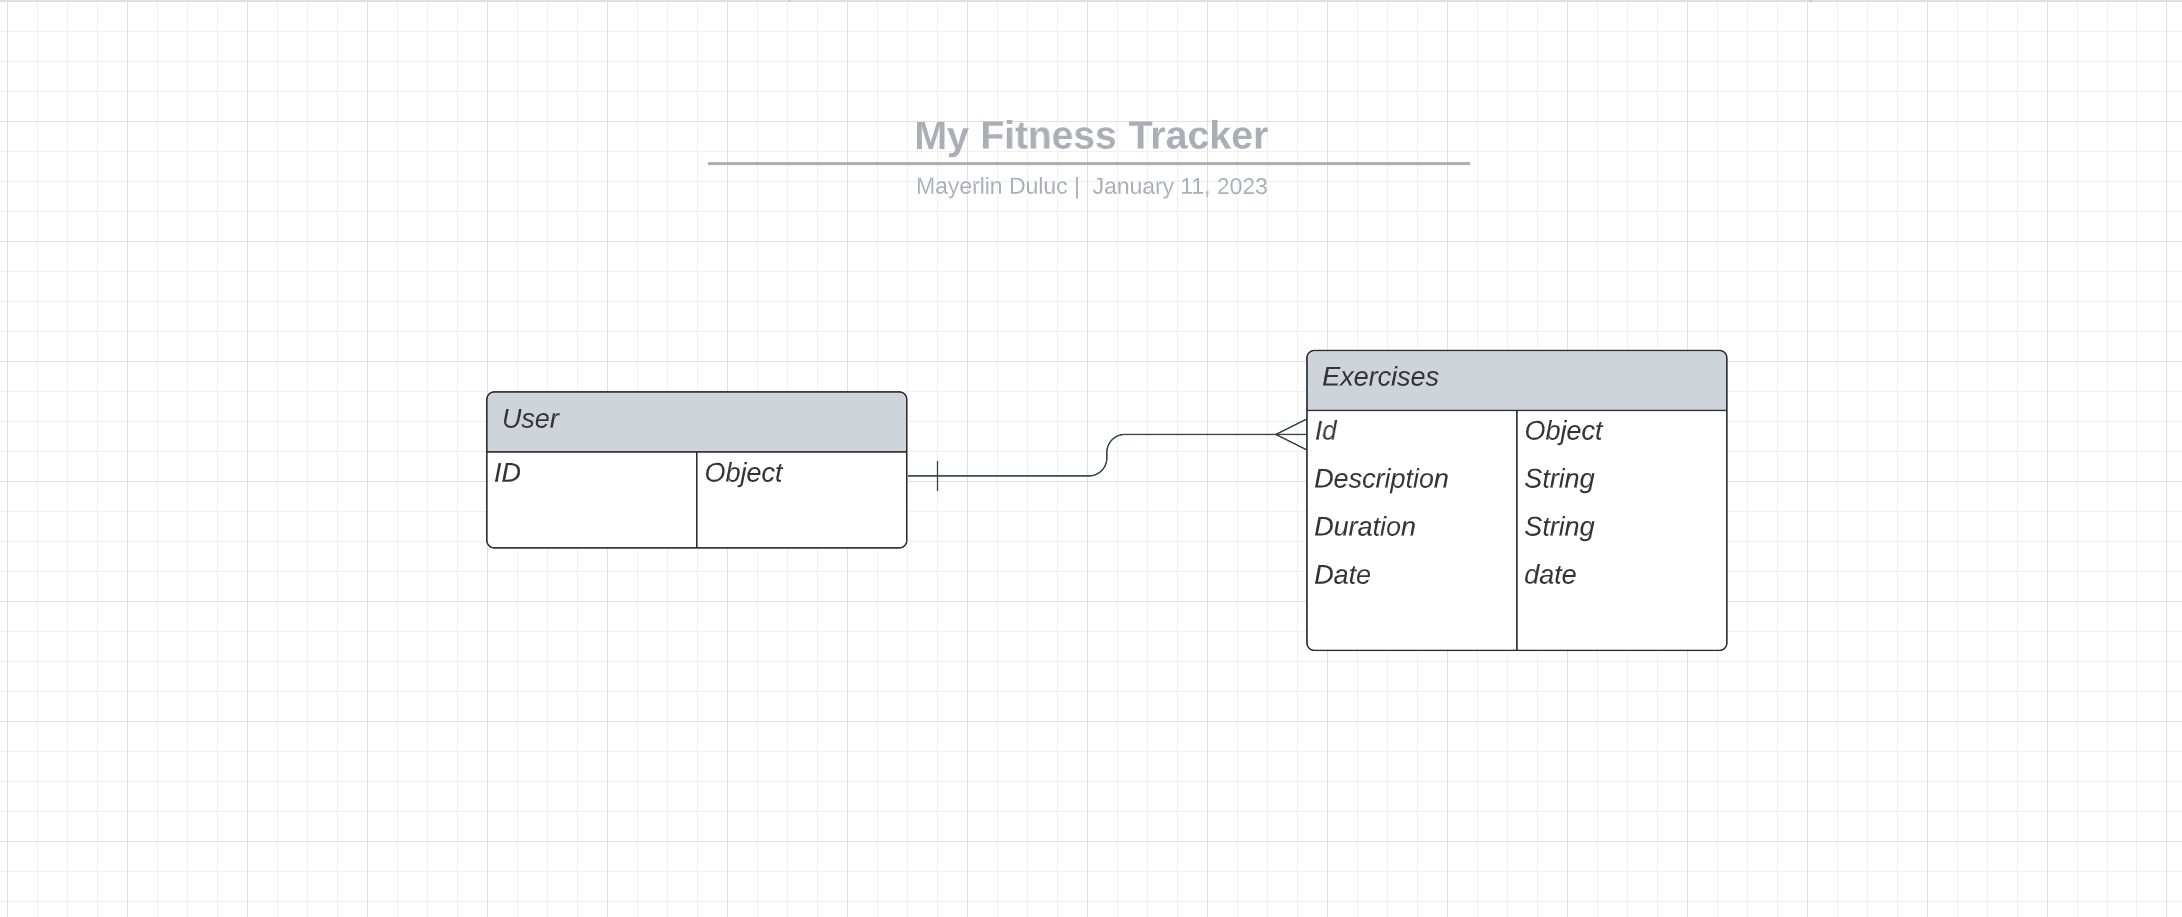 My Fitness Tracker
Mayerlin Duluc | January 11, 2023
User
ID Object
Exercises
Id Object
Description String
Duration String
Date date